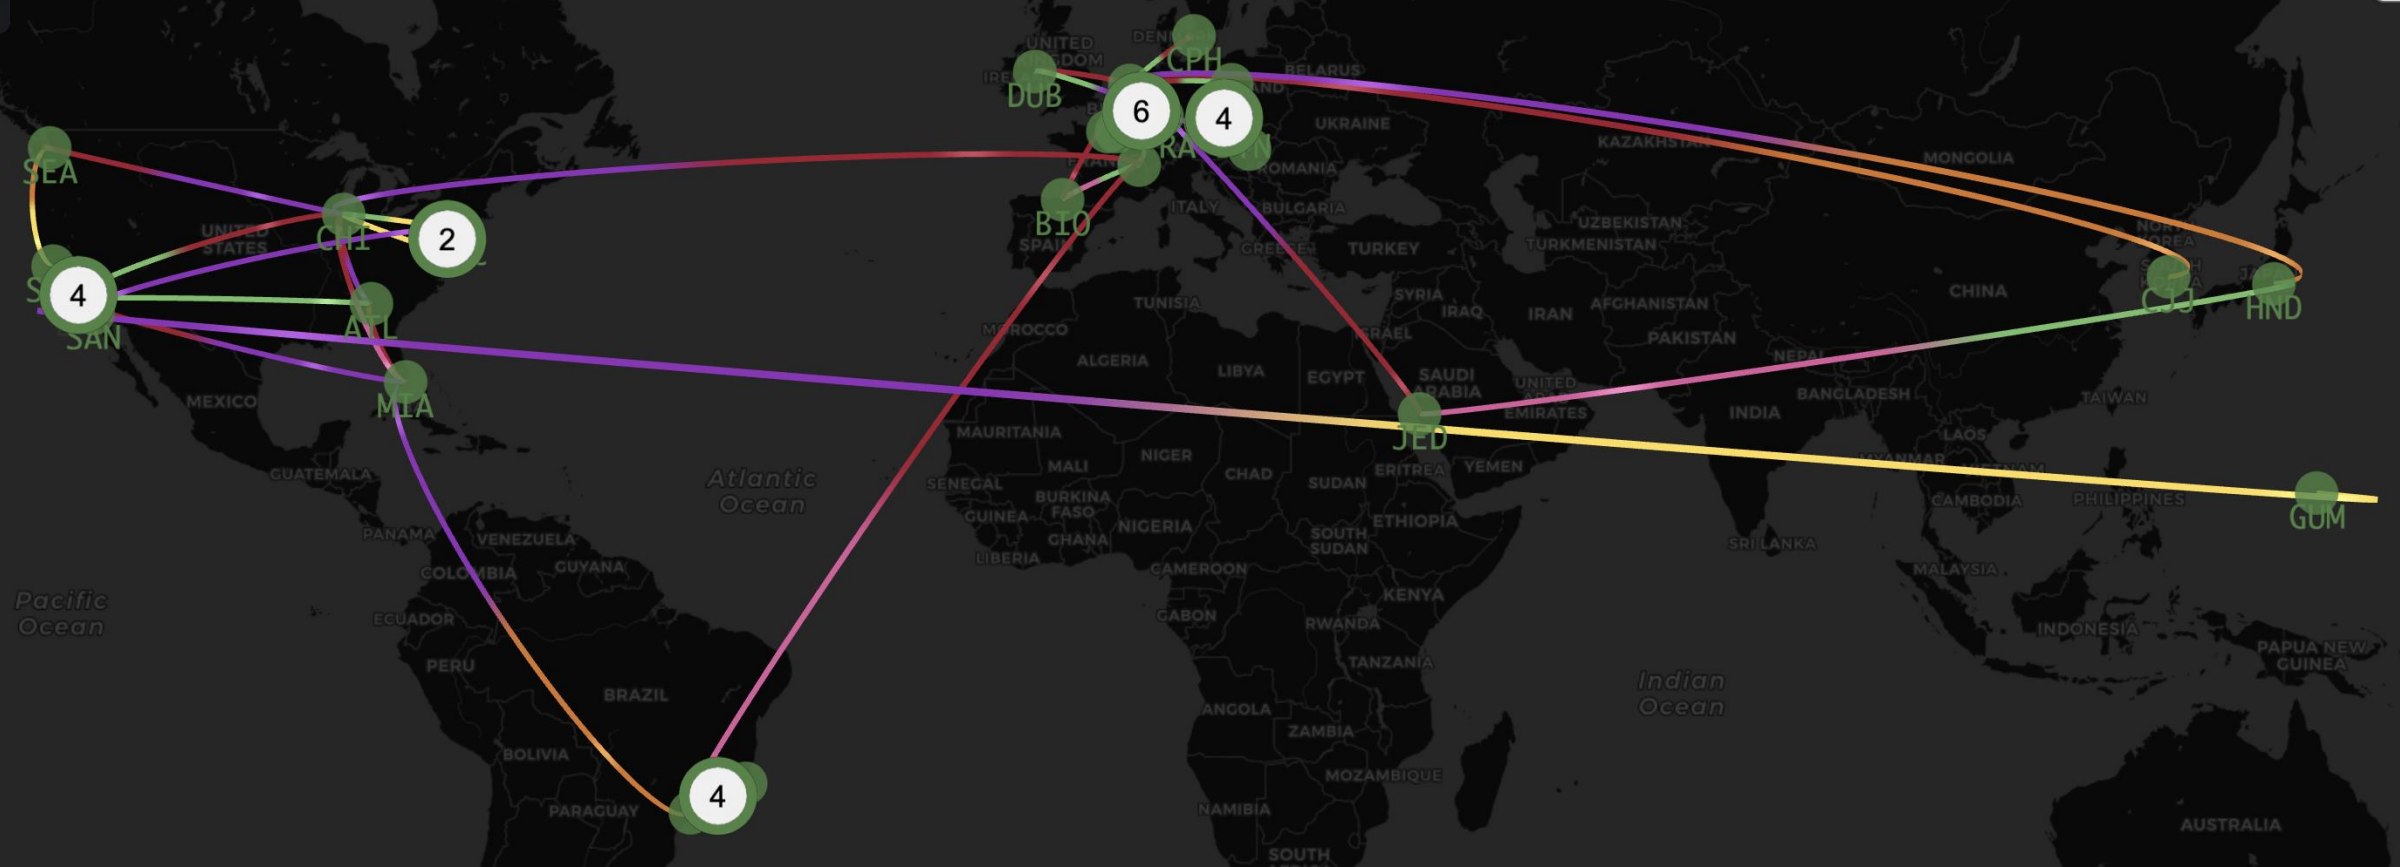 UNITED
KINGDOM
CPH
BELARUS
DUB
6
4
UKRAINE
KAZAKHSTAN
MONGOLIA
SEA
FRANCE
ROMANIA
BIO
SPAIN
ITALY
BULGARIA
GREECE
TURKEY
UZBEKISTAN
TURKMENISTAN
NORTH
KOREA
UNITED
STATES
CHI
2
4
SAN
ATL
MIA
MEXICO
GUATEMALA
PANAMA
VENEZUELA
COLOMBIA
GUYANA
ECUADOR
PERU
BRAZIL
BOLIVIA
PARAGUAY
4
Pacific
Ocean
Atlantic
Ocean
MOROCCO
TUNISIA
ALGERIA
LIBYA
EGYPT
SYRIA
IRAQ
ISRAEL
IRAN
AFGHANISTAN
PAKISTAN
CHINA
NEPAL
SAUDI
ARABIA
UNITED
ARAB
EMIRATES
JED
INDIA
BANGLADESH
TAIWAN
CJJ
HND
GUM
MAURITANIA
MALI
NIGER
CHAD
SUDAN
ERITREA
YEMEN
SENEGAL
BURKINA
FASO
GUINEA
NIGERIA
GHANA
LIBERIA
CAMEROON
GABON
SOUTH
SUDAN
ETHIOPIA
KENYA
RWANDA
TANZANIA
ANGOLA
ZAMBIA
MOZAMBIQUE
NAMIBIA
SOUTH
MYANMAR
LAOS
VIETNAM
CAMBODIA
PHILIPPINES
SRI LANKA
MALAYSIA
INDONESIA
PAPUA NEW
GUINEA
Indian
Ocean
AUSTRALIA